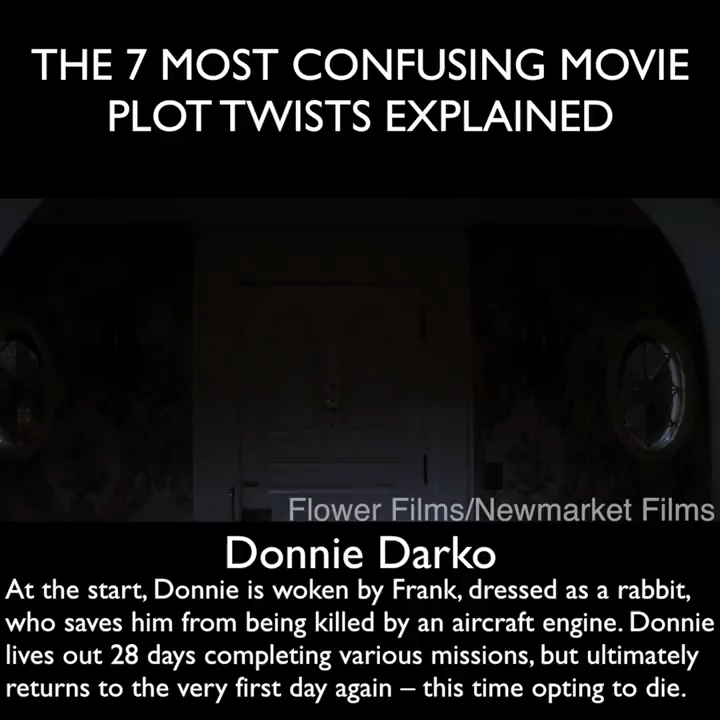 THE 7 MOST CONFUSING MOVIE
PLOT TWISTS EXPLAINED
Flower Films/Newmarket Films
Donnie Darko
At the start, Donnie is woken by Frank, dressed as a rabbit,
who saves him from being killed by an aircraft engine. Donnie
lives out 28 days completing various missions, but ultimately
returns to the very first day again – this time opting to die.